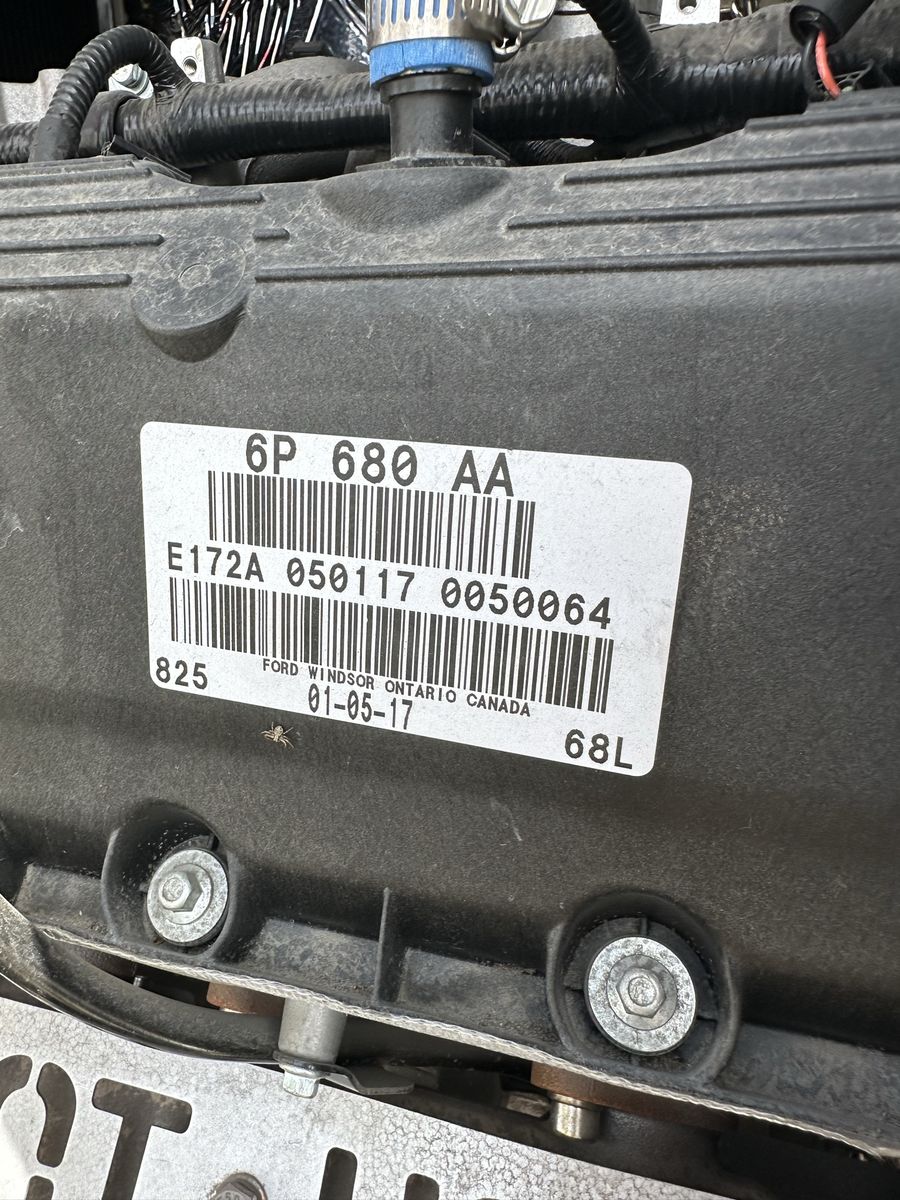 6P 680 AA
E172A 050117 0050064
825
FORD WINDSOR ONTARIO CANADA
01-05-17
68L